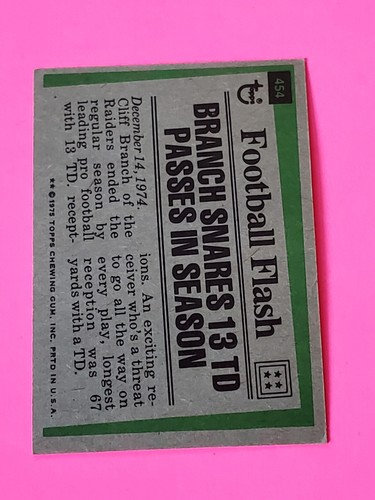 454
Topps
Football Flash
BRANCH SNARES 13 TD
PASSES IN SEASON
December 14, 1974.
Cliff Branch of the
Raiders ended the
regular season by
leading pro football
with 13 TD. recept-
ions. An exciting re-
ceiver who's a threat
to go all the way on
every play, longest
reception was 67
yards with a TD.
** © 1975 TOPPS CHEWING GUM, INC. PRTD IN U.S.A.